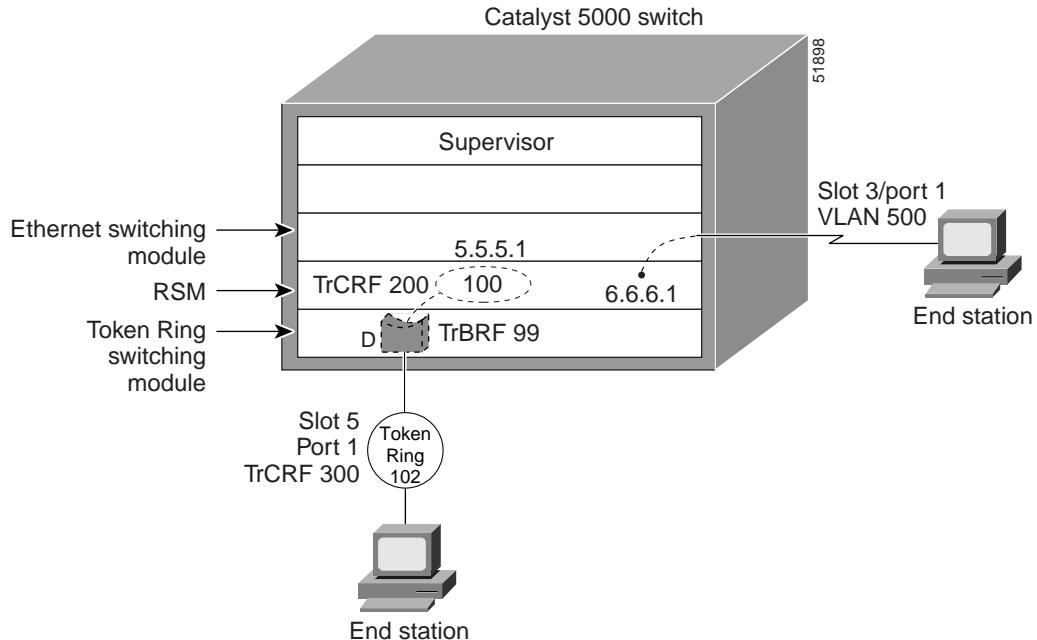 Catalyst 5000 switch
51898
Supervisor
Slot 3/port 1
VLAN 500
Ethernet switching
module
5.5.5.1
RSM
TrCRF 200
100
6.6.6.1
End station
Token Ring
switching
module
D
TrBRF 99
Slot 5
Port 1
TrCRF 300
Token
Ring
102
End station